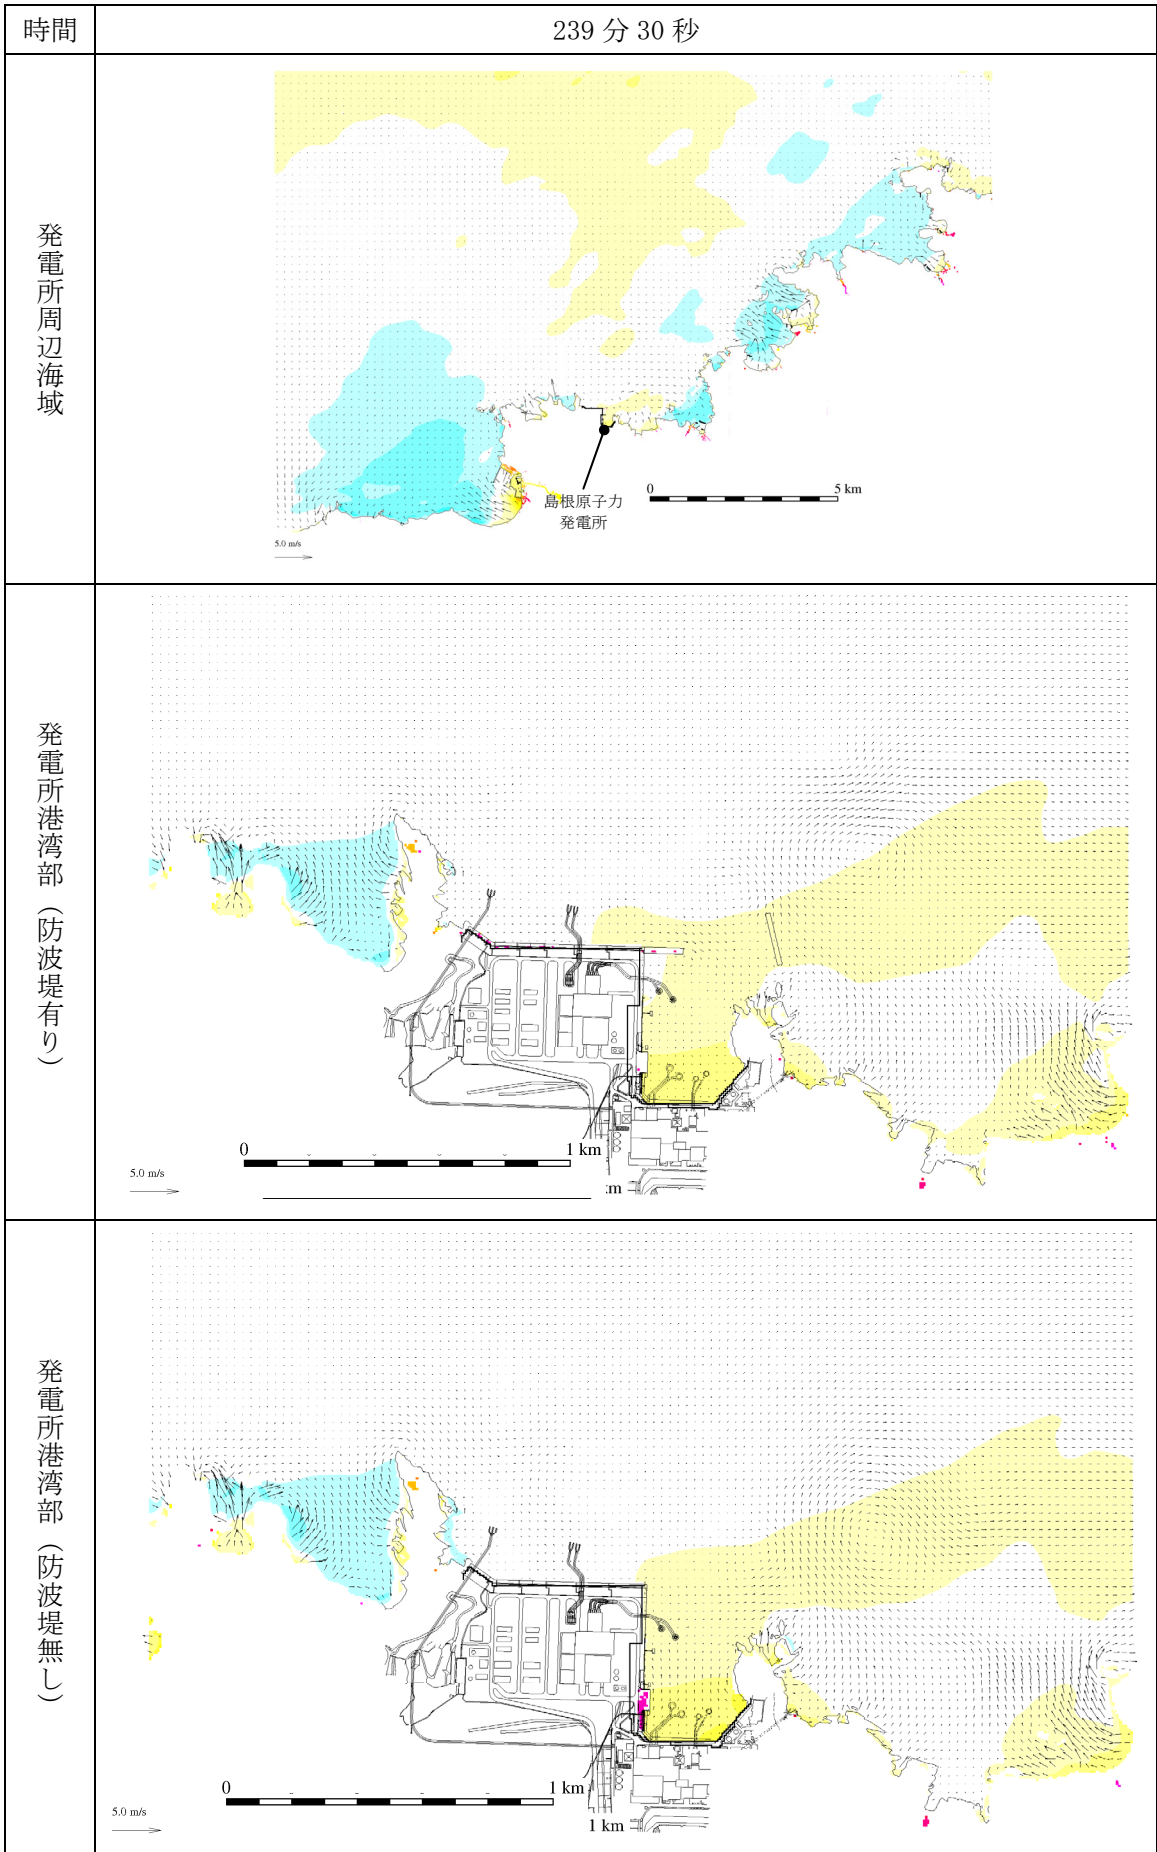 時間
239 分 30 秒
発電所周辺海域
島根原子力
発電所
0
5 km
5.0 m/s
発電所港湾部（防波堤有り）
0
1 km
5.0 m/s
km
発電所港湾部（防波堤無し）
0
1 km
5.0 m/s
1 km